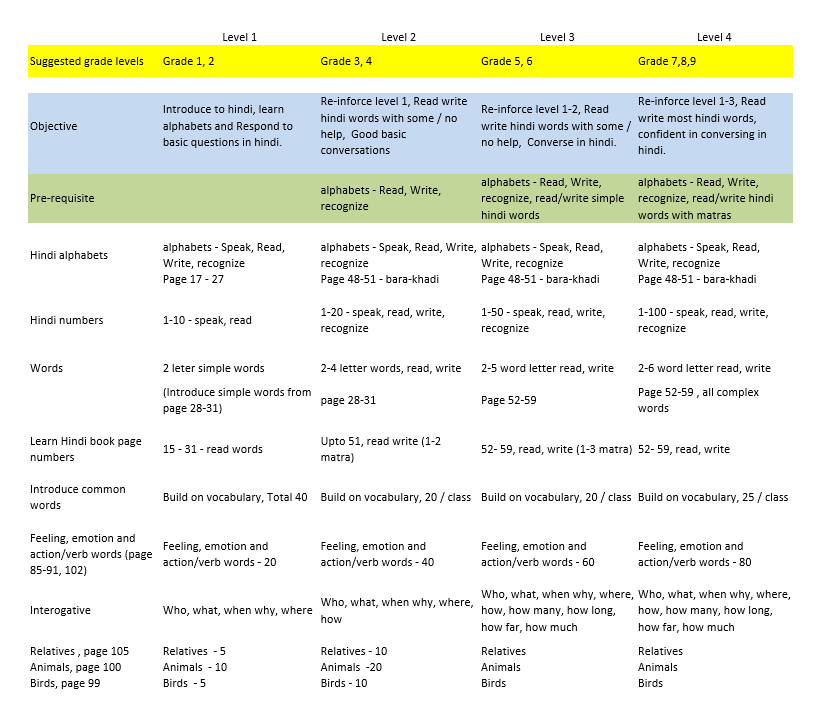 Level 1 Level 2 Level 3 Level 4
Suggested grade levels Grade 1, 2 Grade 3, 4 Grade 5, 6 Grade 7,8,9
Objective
Introduce to hindi, learn
alphabets and Respond to
basic questions in hindi.
Re-inforce level 1, Read write
hindi words with some / no
help,  Good basic
conversations
Re-inforce level 1-2, Read
write hindi words with some /
no help,  Converse in hindi.
Re-inforce level 1-3, Read
write most hindi words,
confident in conversing in
hindi.
Pre-requisite
alphabets - Read, Write,
recognize
alphabets - Read, Write,
recognize, read/write simple
hindi words
alphabets - Read, Write,
recognize, read/write hindi
words with matras
Hindi alphabets
alphabets - Speak, Read,
Write, recognize
Page 17 - 27
alphabets - Speak, Read, Write,
recognize
Page 48-51 - bara-khadi
alphabets - Speak, Read,
Write, recognize
Page 48-51 - bara-khadi
alphabets - Speak, Read,
Write, recognize
Page 48-51 - bara-khadi
Hindi numbers
1-10 - speak, read
1-20 - speak, read, write,
recognize
1-50 - speak, read, write,
recognize
1-100 - speak, read, write,
recognize
Words 2 leter simple words 2-4 letter words, read, write 2-5 word letter read, write 2-6 word letter read, write
(Introduce simple words from
page 28-31)
page 28-31
Page 52-59
Page 52-59 , all complex
words
Learn Hindi book page
numbers
15 - 31 - read words
Upto 51, read write (1-2
matra)
52- 59, read, write (1-3 matra)
52- 59, read, write
Introduce common
words
Build on vocabulary, Total 40
Build on vocabulary, 20 / class
Build on vocabulary, 20 / class
Build on vocabulary, 25 / class
Feeling, emotion and
action/verb words (page
85-91, 102)
Feeling, emotion and
action/verb words - 20
Feeling, emotion and
action/verb words - 40
Feeling, emotion and
action/verb words - 60
Feeling, emotion and
action/verb words - 80
Interogative
Who, what, when why, where
Who, what, when why, where,
how
Who, what, when why, where,
how, how many, how long,
how far, how much
Who, what, when why, where,
how, how many, how long,
how far, how much
Relatives , page 105 Relatives  - 5 Relatives - 10 Relatives Relatives
Animals, page 100 Animals  - 10 Animals  -20 Animals Animals
Birds, page 99 Birds  - 5 Birds - 10 Birds Birds